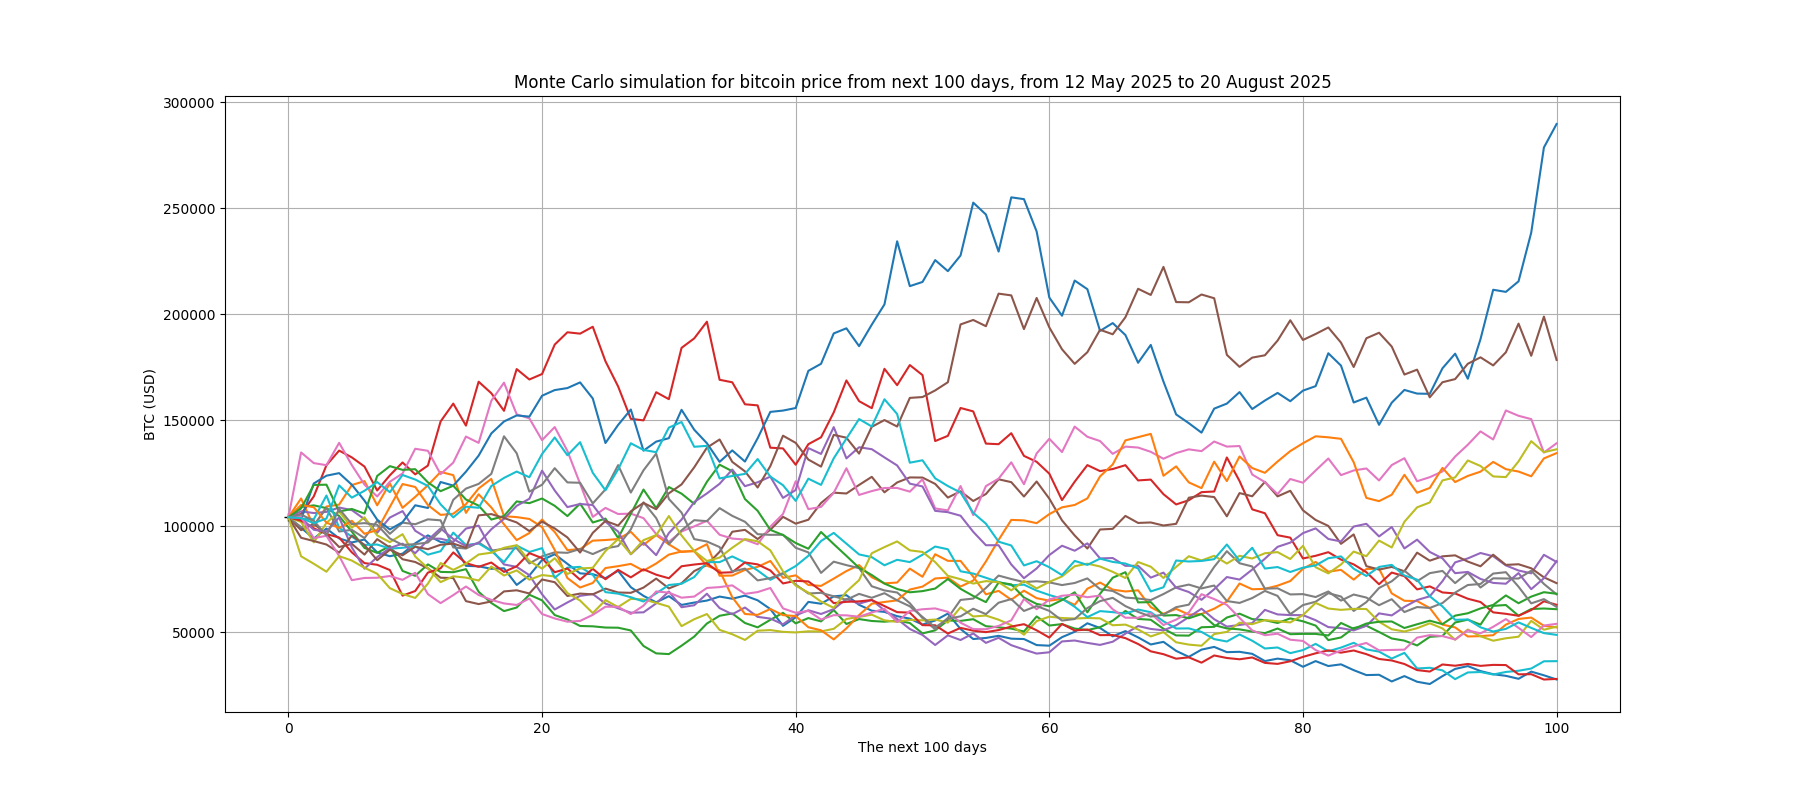 Monte Carlo simulation for bitcoin price from next 100 days, from 12 May 2025 to 20 August 2025
300000
250000
200000
150000
100000
50000
BTC (USD)
0 20 40 60 80 100
The next 100 days